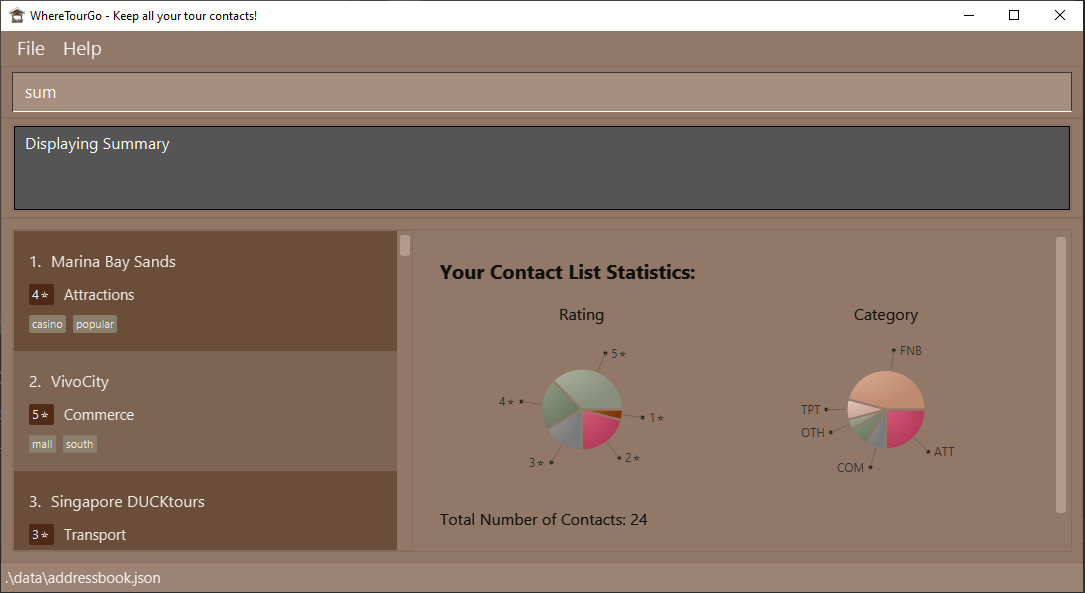 WhereTourGo - Keep all your tour contacts!
File Help
sum
Displaying Summary
1. Marina Bay Sands
4★ Attractions
casino popular
2. VivoCity
5★ Commerce
mall south
3. Singapore DUCKtours
3★ Transport
Your Contact List Statistics:
Rating
5★
4★
1★
3★
2★
Category
FNB
TPT
OTH
ATT
COM
Total Number of Contacts: 24
.\data\addressbook.json